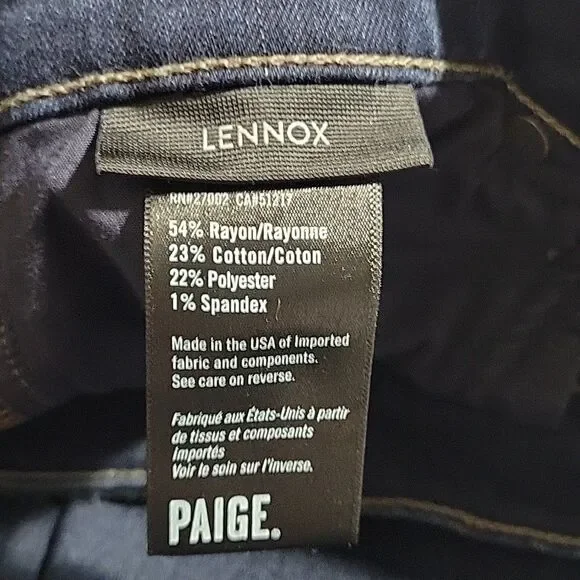 LENNOX
RN#27002 CA#51217
54% Rayon/Rayonne
23% Cotton/Coton
22% Polyester
1% Spandex
Made in the USA of Imported
fabric and components.
See care on reverse.
Fabriqué aux États-Unis à partir
de tissus et composants
importés
Voir le soin sur l'inverse.
PAIGE.